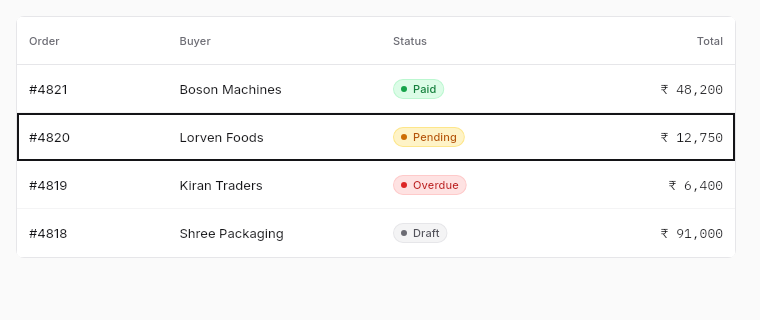 Order Buyer Status Total
#4821 Boson Machines Paid ₹ 48,200
#4820 Lorven Foods Pending ₹ 12,750
#4819 Kiran Traders Overdue ₹ 6,400
#4818 Shree Packaging Draft ₹ 91,000